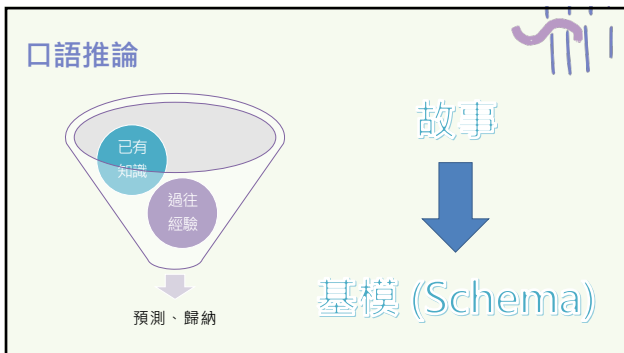 口語推論
已有
知識
過往
經驗
預測、歸納
故事
基模 (Schema)